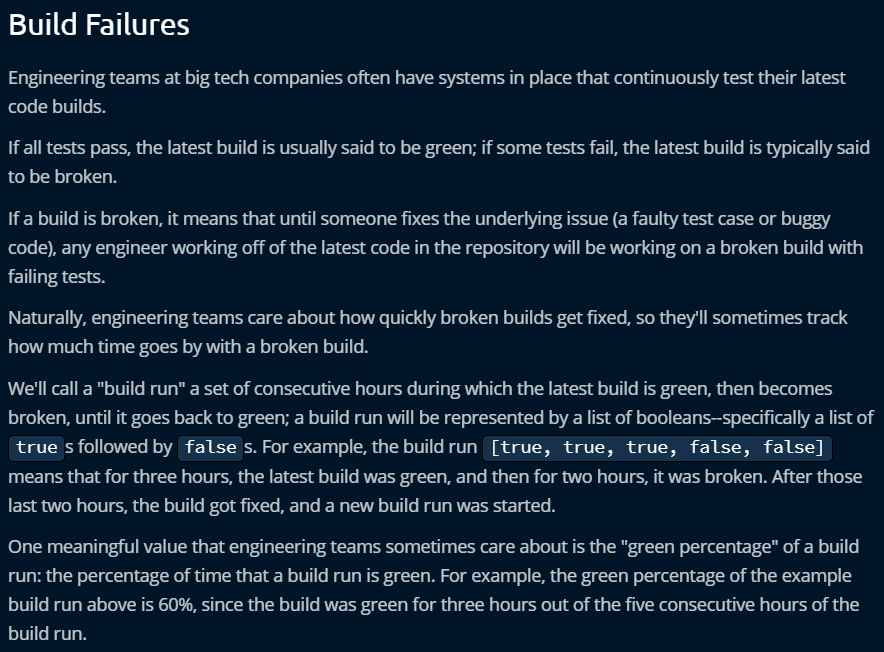 Build Failures
Engineering teams at big tech companies often have systems in place that continuously test their latest
code builds.
If all tests pass, the latest build is usually said to be green; if some tests fail, the latest build is typically said
to be broken.
If a build is broken, it means that until someone fixes the underlying issue (a faulty test case or buggy
code), any engineer working off of the latest code in the repository will be working on a broken build with
failing tests.
Naturally, engineering teams care about how quickly broken builds get fixed, so they'll sometimes track
how much time goes by with a broken build.
We'll call a "build run" a set of consecutive hours during which the latest build is green, then becomes
broken, until it goes back to green; a build run will be represented by a list of booleans--specifically a list of
true s followed by false s. For example, the build run [true, true, true, false, false]
means that for three hours, the latest build was green, and then for two hours, it was broken. After those
last two hours, the build got fixed, and a new build run was started.
One meaningful value that engineering teams sometimes care about is the "green percentage" of a build
run: the percentage of time that a build run is green. For example, the green percentage of the example
build run above is 60%, since the build was green for three hours out of the five consecutive hours of the
build run.